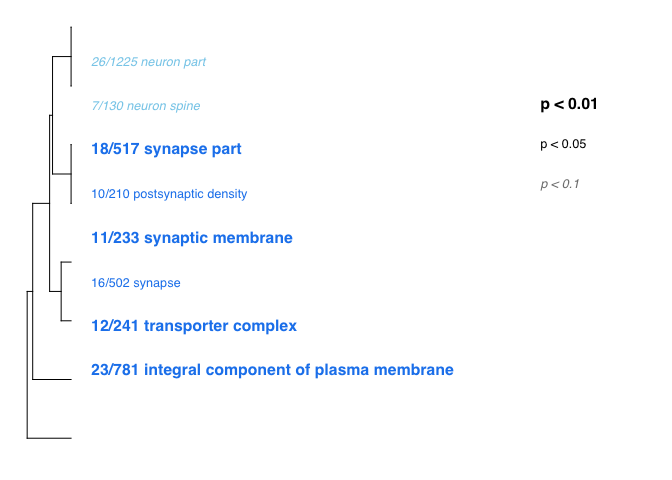 26/1225 neuron part
7/130 neuron spine
18/517 synapse part
10/210 postsynaptic density
11/233 synaptic membrane
16/502 synapse
12/241 transporter complex
23/781 integral component of plasma membrane
p < 0.01
p < 0.05
p < 0.1